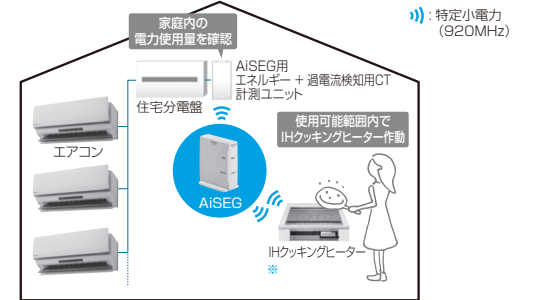 家庭内の
電力使用量を確認
：特定小電力
（920MHz）
AiSEG用
エネルギー + 過電流検知用CT
計測ユニット
住宅分電盤
使用可能範囲内で
IHクッキングヒーター作動
エアコン
AiSEG
IHクッキングヒーター
※